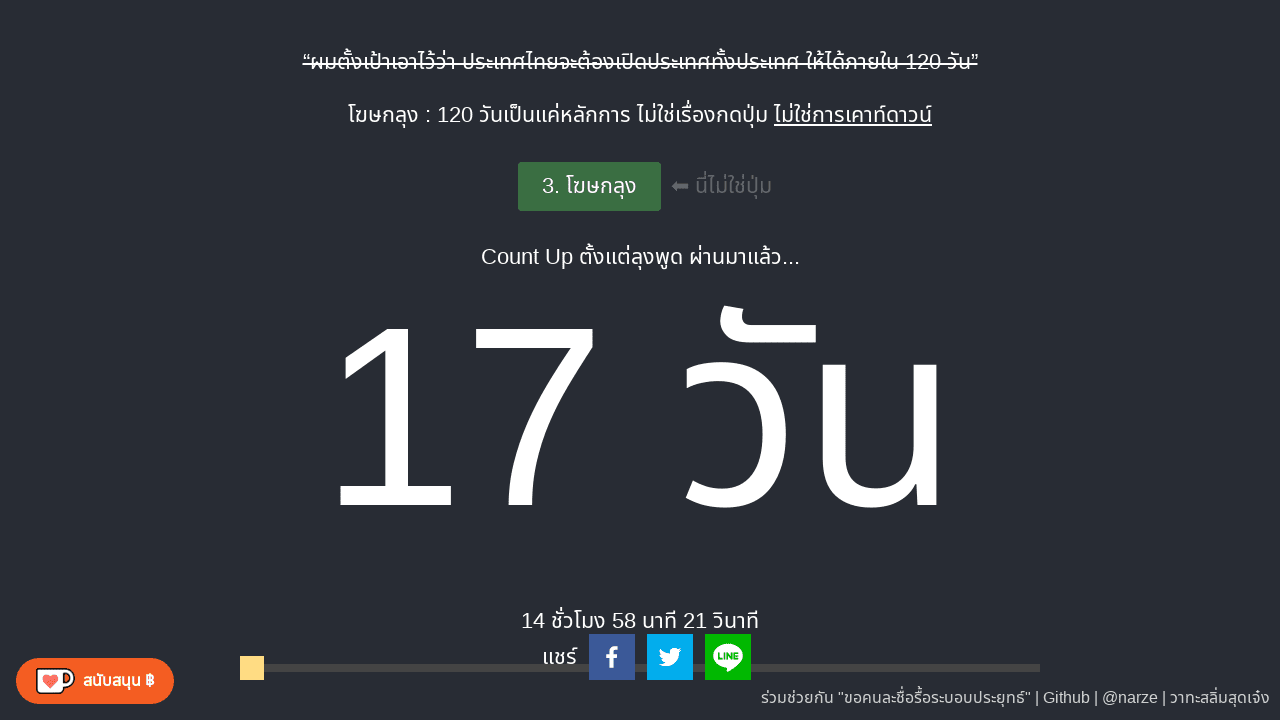 “ผมตั้งเป้าเอาไว้ว่า ประเทศไทยจะต้องเปิดประเทศทั้งประเทศ ให้ได้ภายใน 120 วัน”
โฆษกลุง : 120 วันเป็นแค่หลักการ ไม่ใช่เรื่องกดปุ่ม ไม่ใช่การเคาท์ดาวน์
3. โฆษกลุง ⬅ นี่ไม่ใช่ปุ่ม
Count Up ตั้งแต่ลุงพูด ผ่านมาแล้ว...
17 วัน
14 ชั่วโมง 58 นาที 21 วินาที
แชร์ LINE
สนับสนุน ฿
ร่วมช่วยกัน "ขอคนละชื่อรื้อระบอบประยุทธ์" | Github | @narze | วาทะสลิ่มสุดเจ๋ง